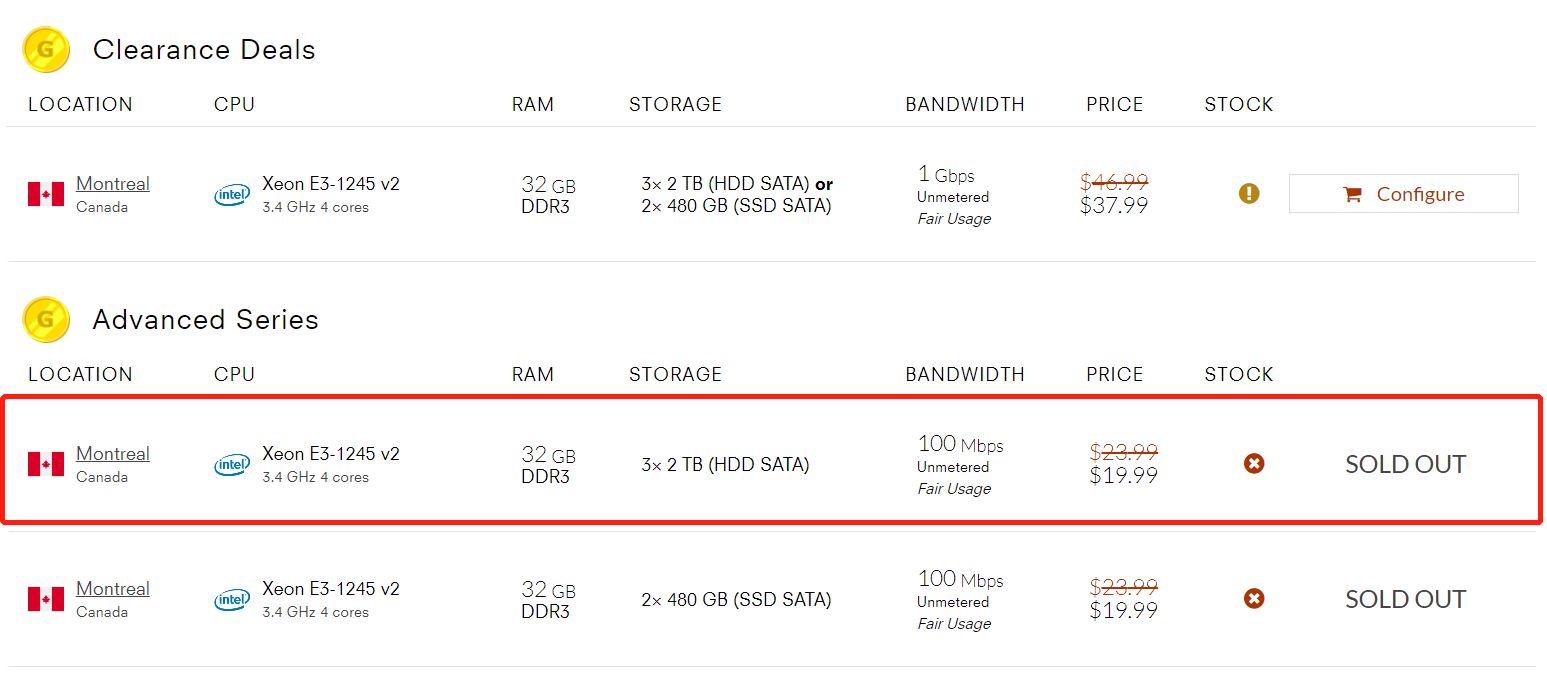 G Clearance Deals
LOCATION CPU RAM STORAGE BANDWIDTH PRICE STOCK
Montreal
Canada
intel
Xeon E3-1245 v2
3.4 GHz 4 cores
32 GB
DDR3
3× 2 TB (HDD SATA) or
2× 480 GB (SSD SATA)
1 Gbps
Unmetered
Fair Usage
$46.99
$37.99
Configure
G Advanced Series
LOCATION CPU RAM STORAGE BANDWIDTH PRICE STOCK
Montreal
Canada
intel
Xeon E3-1245 v2
3.4 GHz 4 cores
32 GB
DDR3
3× 2 TB (HDD SATA)
100 Mbps
Unmetered
Fair Usage
$23.99
$19.99
SOLD OUT
Montreal
Canada
intel
Xeon E3-1245 v2
3.4 GHz 4 cores
32 GB
DDR3
2× 480 GB (SSD SATA)
100 Mbps
Unmetered
Fair Usage
$23.99
$19.99
SOLD OUT